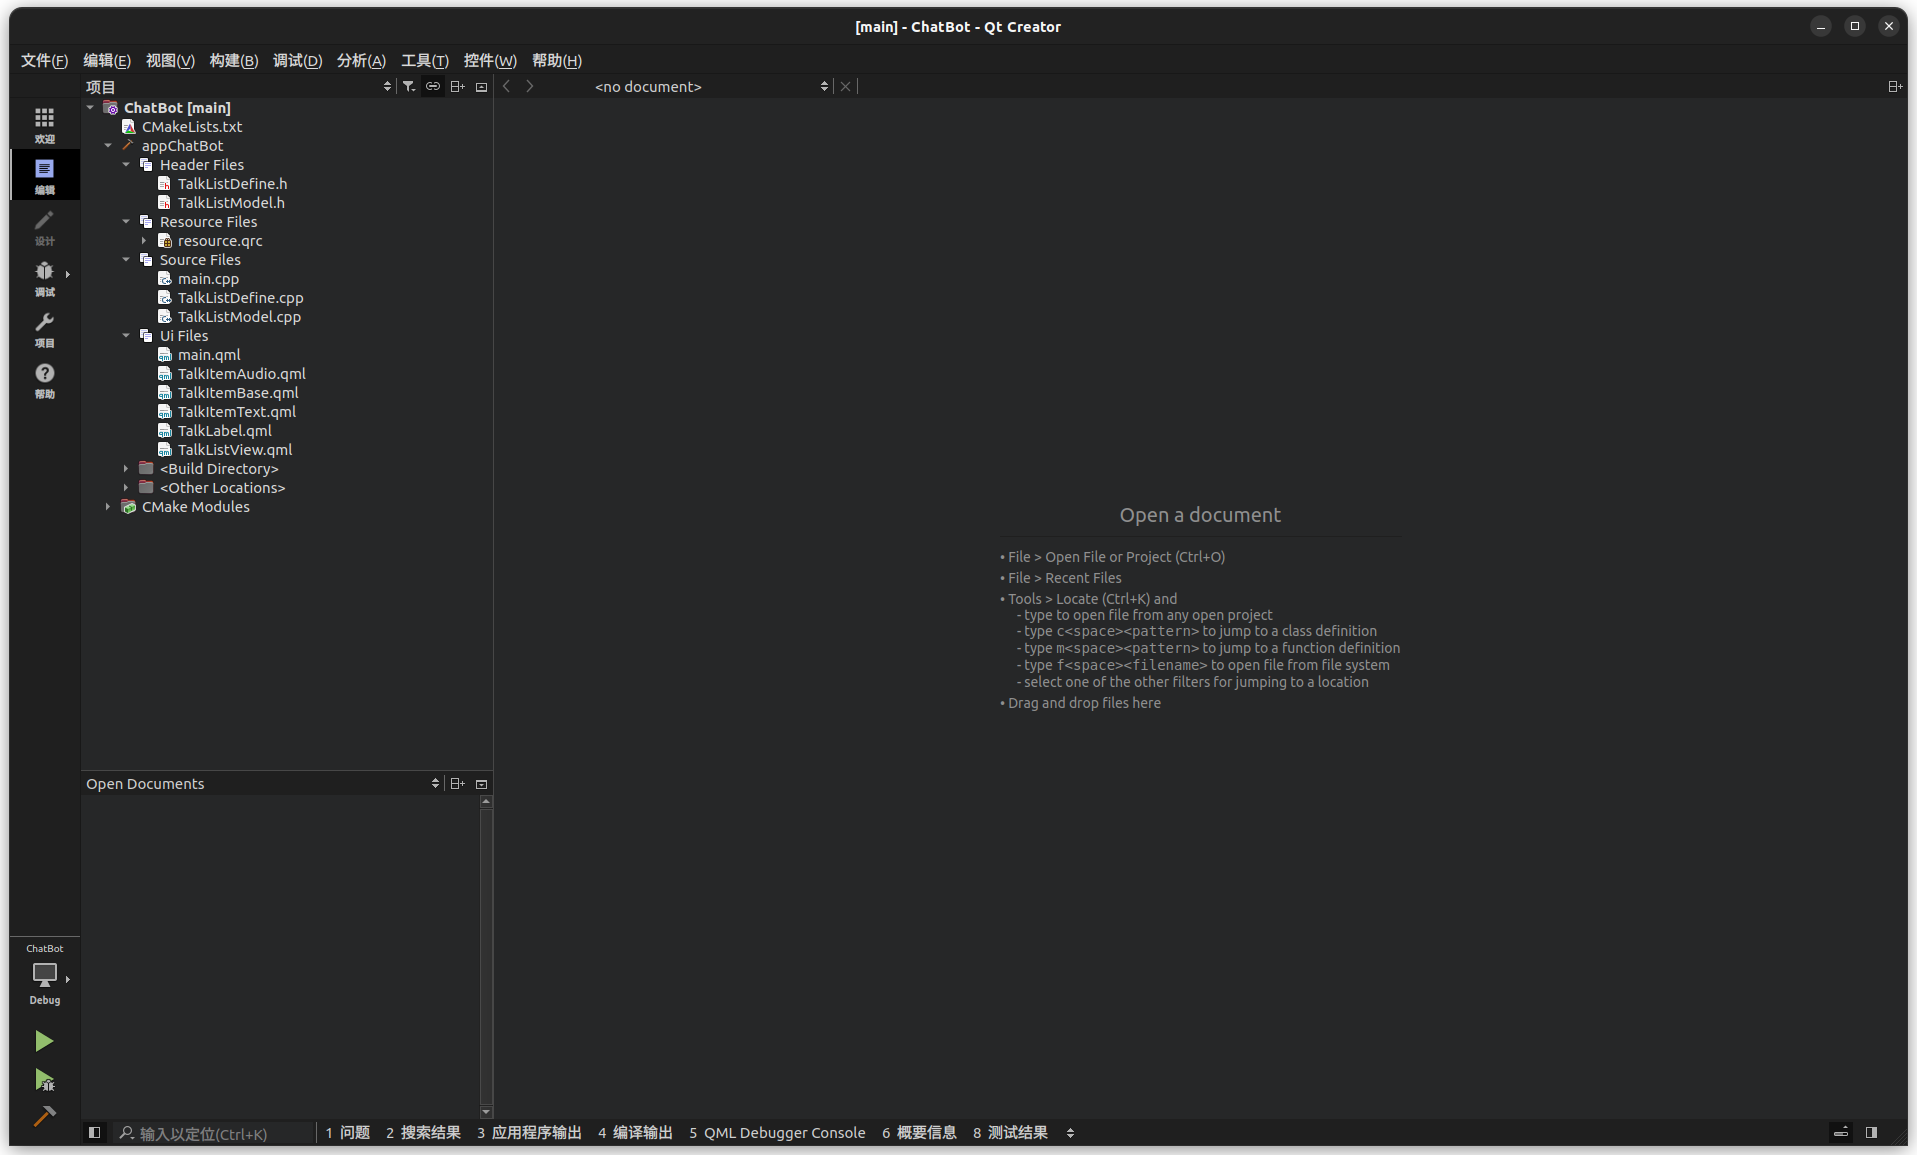 [main] - ChatBot - Qt Creator
文件(F) 编辑(E) 视图(V) 构建(B) 调试(D) 分析(A) 工具(T) 控件(W) 帮助(H)
项目
<no document>
欢迎
编辑
设计
调试
项目
帮助
ChatBot [main]
CMakeLists.txt
appChatBot
Header Files
TalkListDefine.h
TalkListModel.h
Resource Files
resource.qrc
Source Files
main.cpp
TalkListDefine.cpp
TalkListModel.cpp
Ui Files
main.qml
TalkItemAudio.qml
TalkItemBase.qml
TalkItemText.qml
TalkLabel.qml
TalkListView.qml
<Build Directory>
<Other Locations>
CMake Modules
Open a document
• File > Open File or Project (Ctrl+O)
• File > Recent Files
• Tools > Locate (Ctrl+K) and
- type to open file from any open project
- type c<space><pattern> to jump to a class definition
- type m<space><pattern> to jump to a function definition
- type f<space><filename> to open file from file system
- select one of the other filters for jumping to a location
• Drag and drop files here
Open Documents
ChatBot
Debug
输入以定位(Ctrl+K)
1 问题 2 搜索结果 3 应用程序输出 4 编译输出 5 QML Debugger Console 6 概要信息 8 测试结果